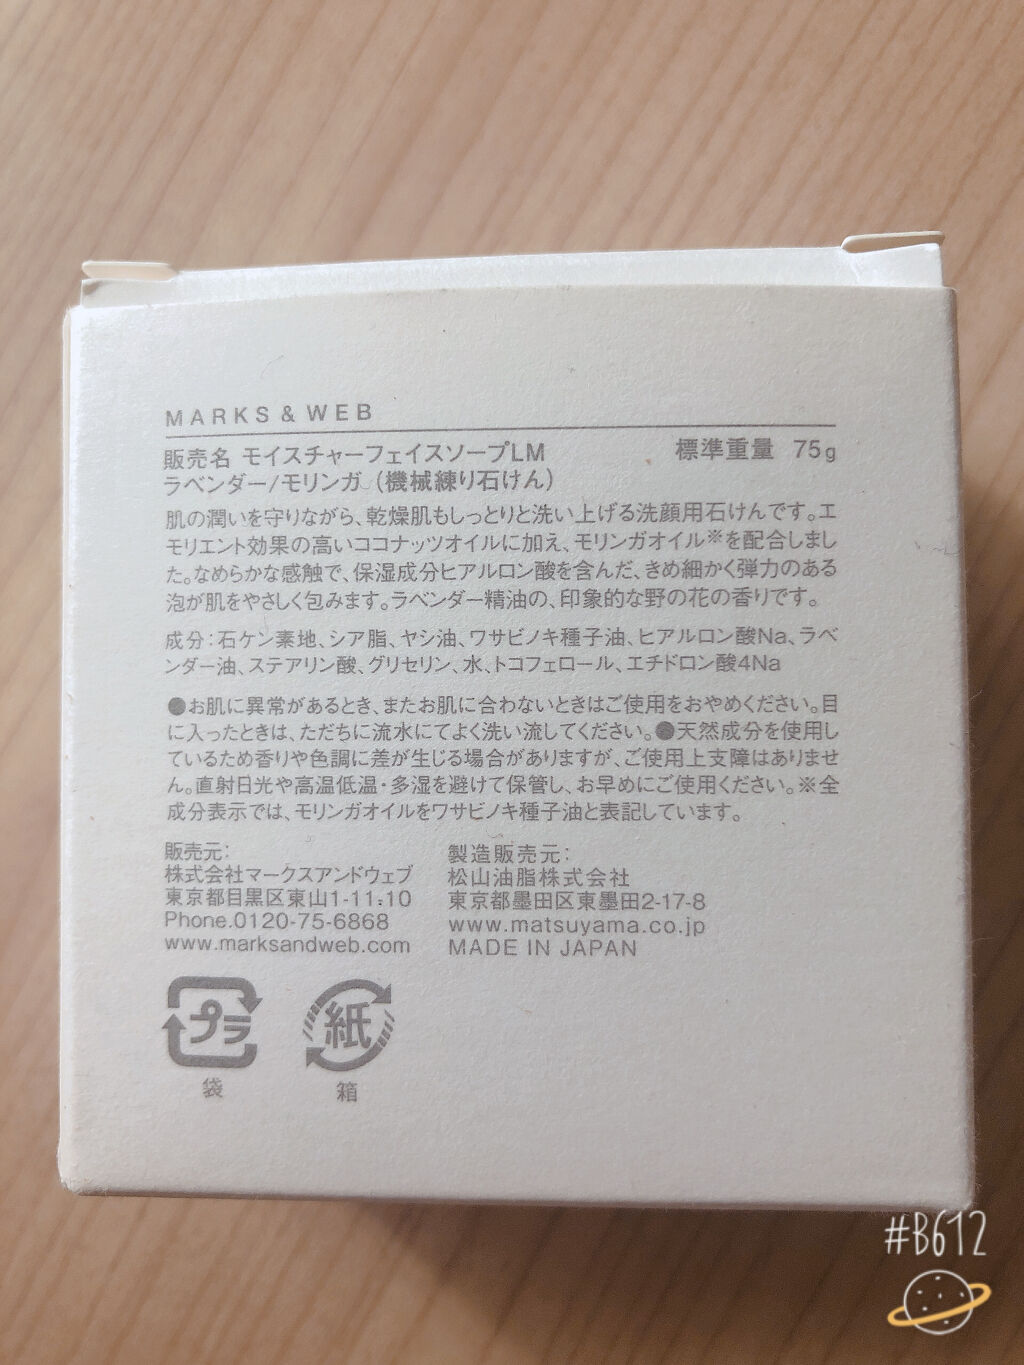 MARKS & WEB
販売名 モイスチャーフェイスソープLM 標準重量 75g
ラベンダー/モリンガ（機械練り石けん）
肌の潤いを守りながら、乾燥肌もしっとりと洗い上げる洗顔用石けんです。エ
モリエント効果の高いココナッツオイルに加え、モリンガオイル※を配合しまし
た。なめらかな感触で、保湿成分ヒアルロン酸を含んだ、きめ細かく弾力のある
泡が肌をやさしく包みます。ラベンダー精油の、印象的な野の花の香りです。
成分：石ケン素地、シア脂、ヤシ油、ワサビノキ種子油、ヒアルロン酸Na、ラベ
ンダー油、ステアリン酸、グリセリン、水、トコフェロール、エチドロン酸4Na
●お肌に異常があるとき、またお肌に合わないときはご使用をおやめください。目
に入ったときは、ただちに流水にてよく洗い流してください。●天然成分を使用し
ているため香りや色調に差が生じる場合がありますが、ご使用上支障はありませ
ん。直射日光や高温低温・多湿を避けて保管し、お早めにご使用ください。※全
成分表示では、モリンガオイルをワサビノキ種子油と表記しています。
販売元：
株式会社マークスアンドウェブ
東京都目黒区東山1-11-10
Phone.0120-75-6868
www.marksandweb.com
製造販売元：
松山油脂株式会社
東京都墨田区東墨田2-17-8
www.matsuyama.co.jp
MADE IN JAPAN
プラ
袋
紙
箱
#B612